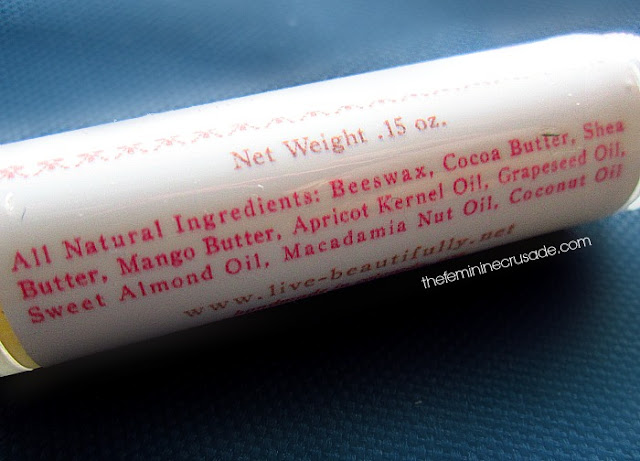 Net Weight .15 oz.
All Natural Ingredients: Beeswax, Cocoa Butter, Shea
Butter, Mango Butter, Apricot Kernel Oil, Grapeseed Oil,
Sweet Almond Oil, Macadamia Nut Oil, Coconut Oil
www.live-beautifully.net
thefemininecrusade.com